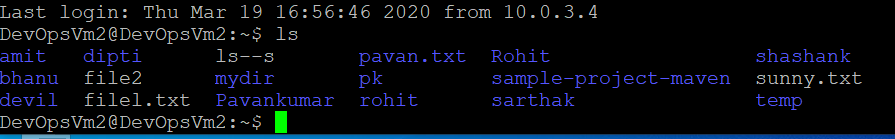 Last login: Thu Mar 19 16:56:46 2020 from 10.0.3.4
DevOpsVm2@DevOpsVm2:~$ ls
amit   dipti     ls--s       pavan.txt  Rohit                 shashank
bhanu  file2     mydir       pk         sample-project-maven  sunny.txt
devil  filel.txt  Pavankumar  rohit      sarthak               temp
DevOpsVm2@DevOpsVm2:~$